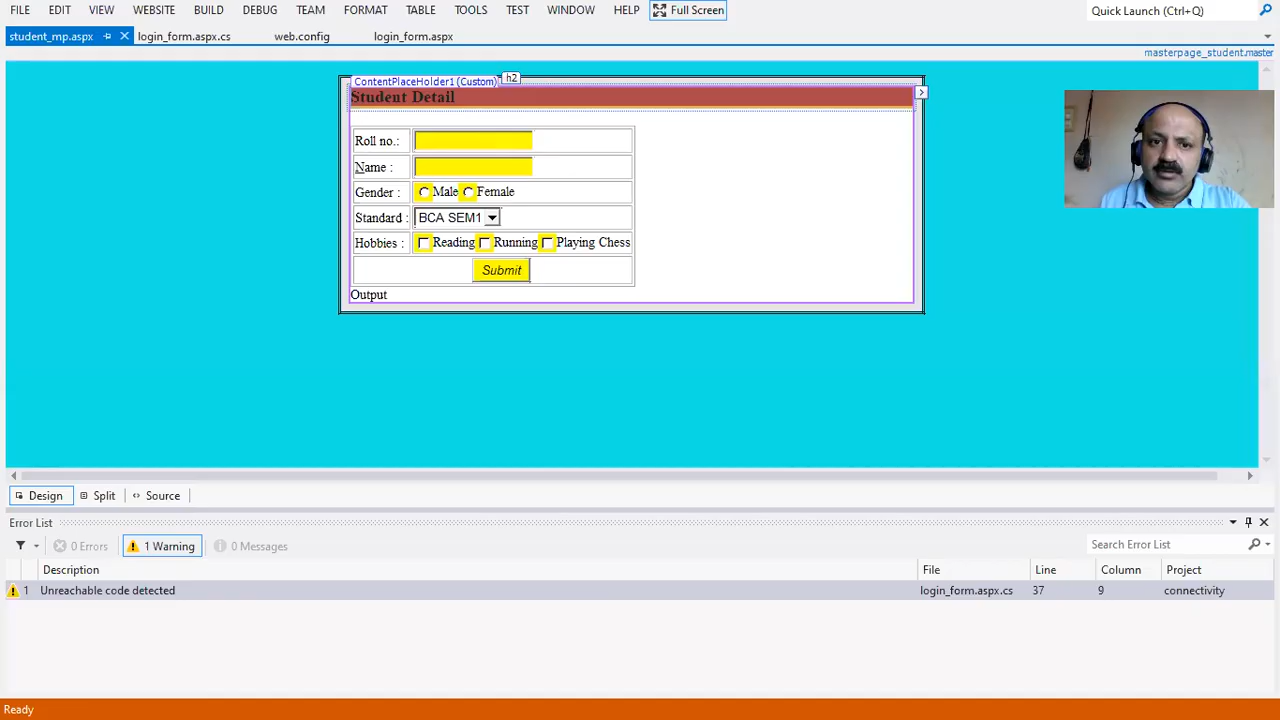 FILE EDIT VIEW WEBSITE BUILD DEBUG TEAM FORMAT TABLE TOOLS TEST WINDOW HELP Full Screen Quick Launch (Ctrl+Q)
student_mp.aspx login_form.aspx.cs web.config login_form.aspx
masterpage_student.master
ContentPlaceHolder1 (Custom) h2
Student Detail
Roll no.:
Name :
Gender : Male Female
Standard : BCA SEM1
Hobbies : Reading Running Playing Chess
Submit
Output
Design Split Source
Error List
0 Errors 1 Warning 0 Messages Search Error List
Description File Line Column Project
1 Unreachable code detected login_form.aspx.cs 37 9 connectivity
Ready